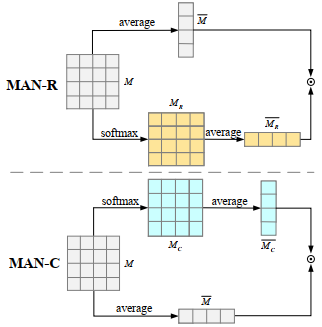 average
M̅
MAN-R
M
M_R
softmax
average
M̅_R̅
softmax
average
M_C
M̅_C̅
MAN-C
M
M̅
average